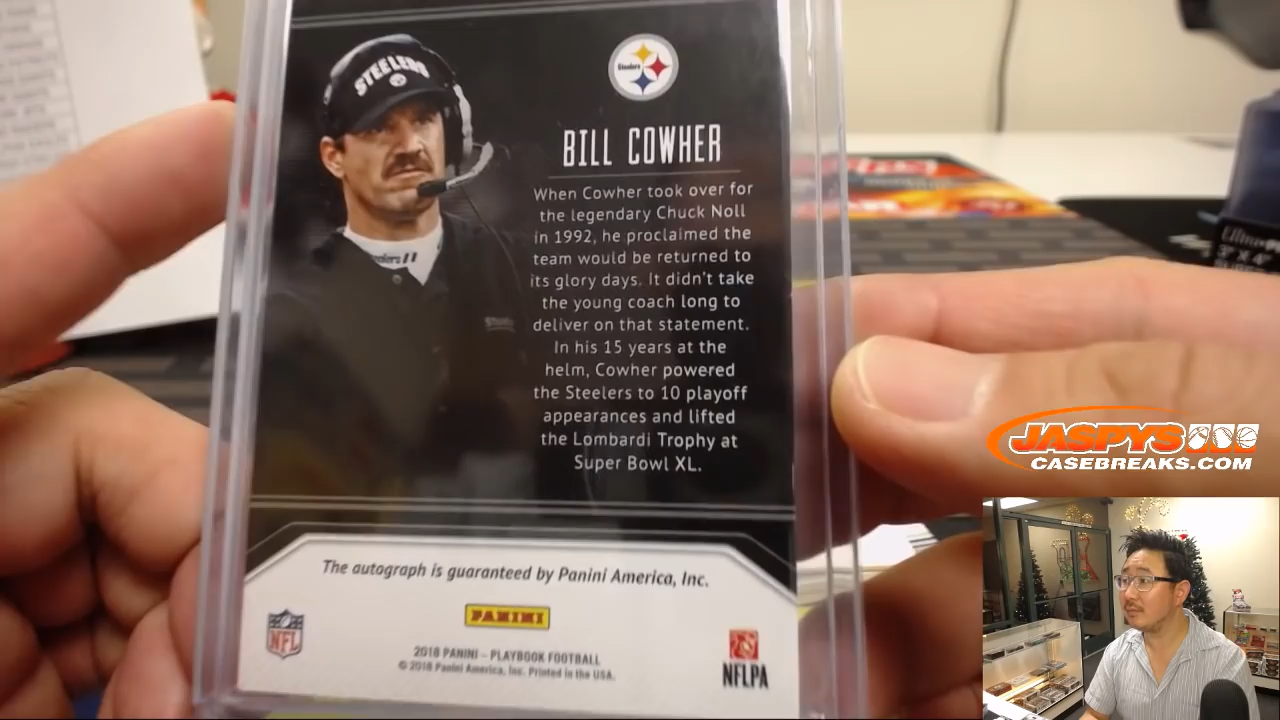 STEELERS
Steelers
BILL COWHER
When Cowher took over for
the legendary Chuck Noll
in 1992, he proclaimed the
team would be returned to
its glory days. It didn't take
the young coach long to
deliver on that statement.
In his 15 years at the
helm, Cowher powered
the Steelers to 10 playoff
appearances and lifted
the Lombardi Trophy at
Super Bowl XL.
The autograph is guaranteed by Panini America, Inc.
PANINI
NFL
2018 PANINI – PLAYBOOK FOOTBALL
© 2018 Panini America, Inc. Printed in the USA.
NFLPA
JASPYS
CASEBREAKS.COM